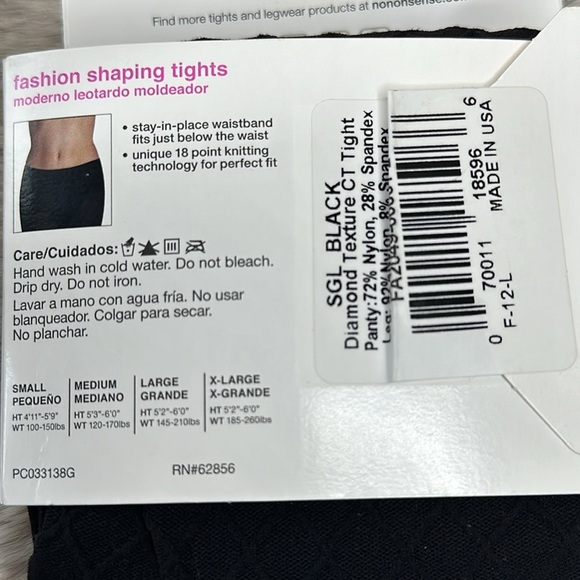 Find more tights and legwear products at nononsense.co
fashion shaping tights
moderno leotardo moldeador
• stay-in-place waistband
fits just below the waist
• unique 18 point knitting
technology for perfect fit
Care/Cuidados:
Hand wash in cold water. Do not bleach.
Drip dry. Do not iron.
Lavar a mano con agua fría. No usar
blanqueador. Colgar para secar.
No planchar.
SMALL
PEQUEÑO
HT 4'11"-5'9"
WT 100-150lbs
MEDIUM
MEDIANO
HT 5'3"-6'0"
WT 120-170lbs
LARGE
GRANDE
HT 5'2"-6'0"
WT 145-210lbs
X-LARGE
X-GRANDE
HT 5'2"-6'0"
WT 185-260lbs
PC033138G
RN#62856
SGL BLACK
Diamond Texture CT Tight
Panty:72% Nylon, 28% Spandex
Leg: 92% Nylon, 8% Spandex
0 70011 18596 6
F-12-L MADE IN USA